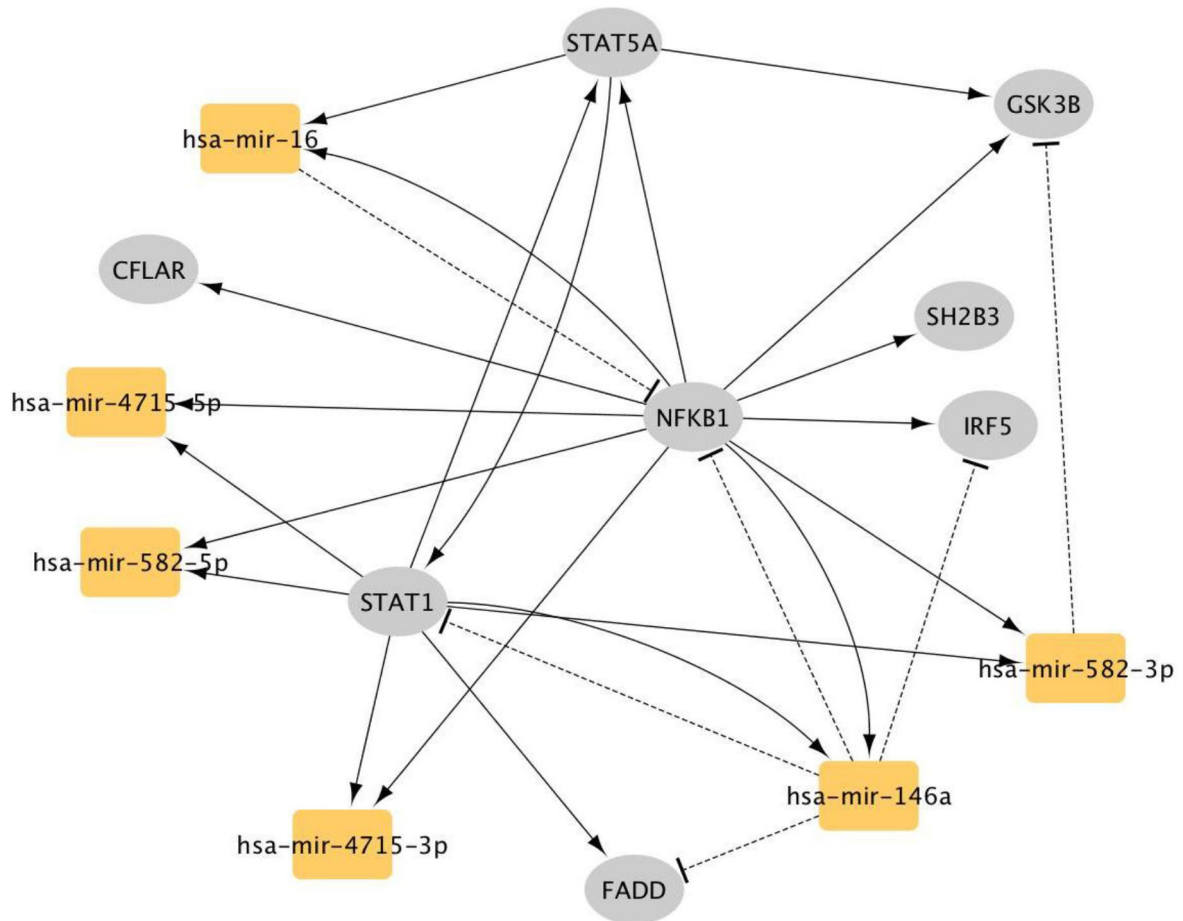 STAT5A
GSK3B
hsa-mir-16
CFLAR
SH2B3
hsa-mir-4715-5p
NFKB1
IRF5
hsa-mir-582-5p
STAT1
hsa-mir-582-3p
hsa-mir-146a
hsa-mir-4715-3p
FADD